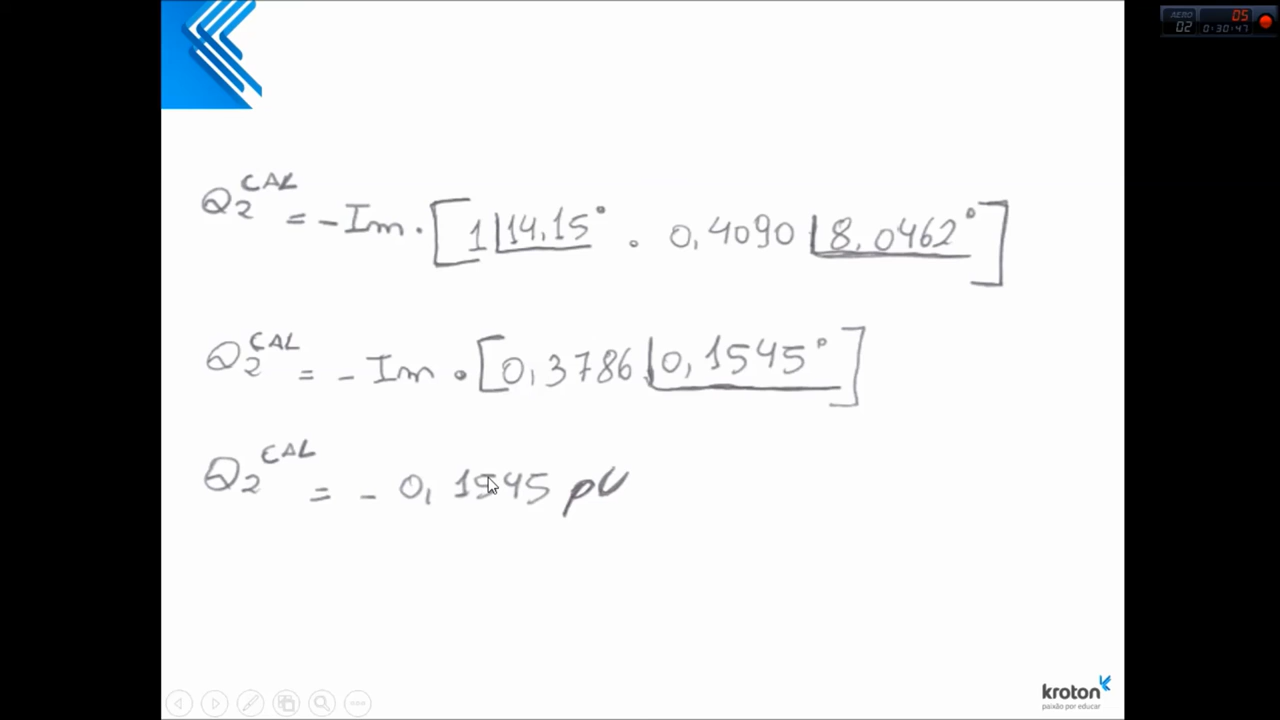 AERO 05
02 0:30:47
Q2^CAL = - Im · [1∠14,15° · 0,4090∠8,0462°]
Q2^CAL = - Im · [0,3786∠0,1545°]
Q2^CAL = - 0,1545 pU
kroton
paixão por educar